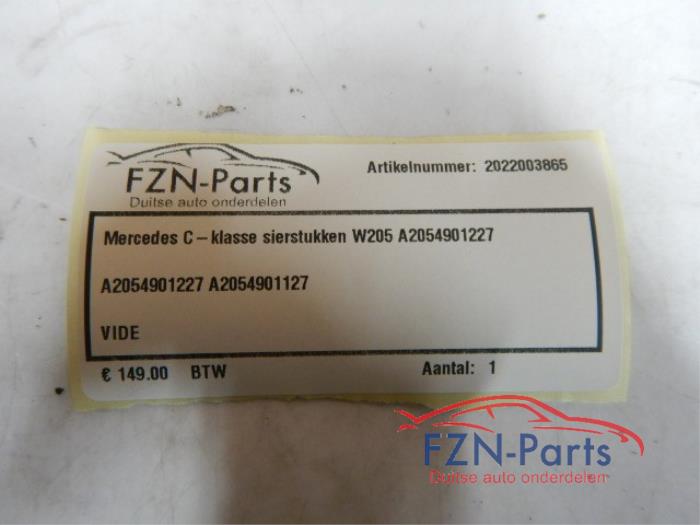 FZN-Parts
Duitse auto onderdelen
Artikelnummer: 2022003865
Mercedes C-klasse sierstukken W205 A2054901227
A2054901227 A2054901127
VIDE
€ 149.00 BTW
Aantal: 1
FZN-Parts
Duitse auto onderdelen